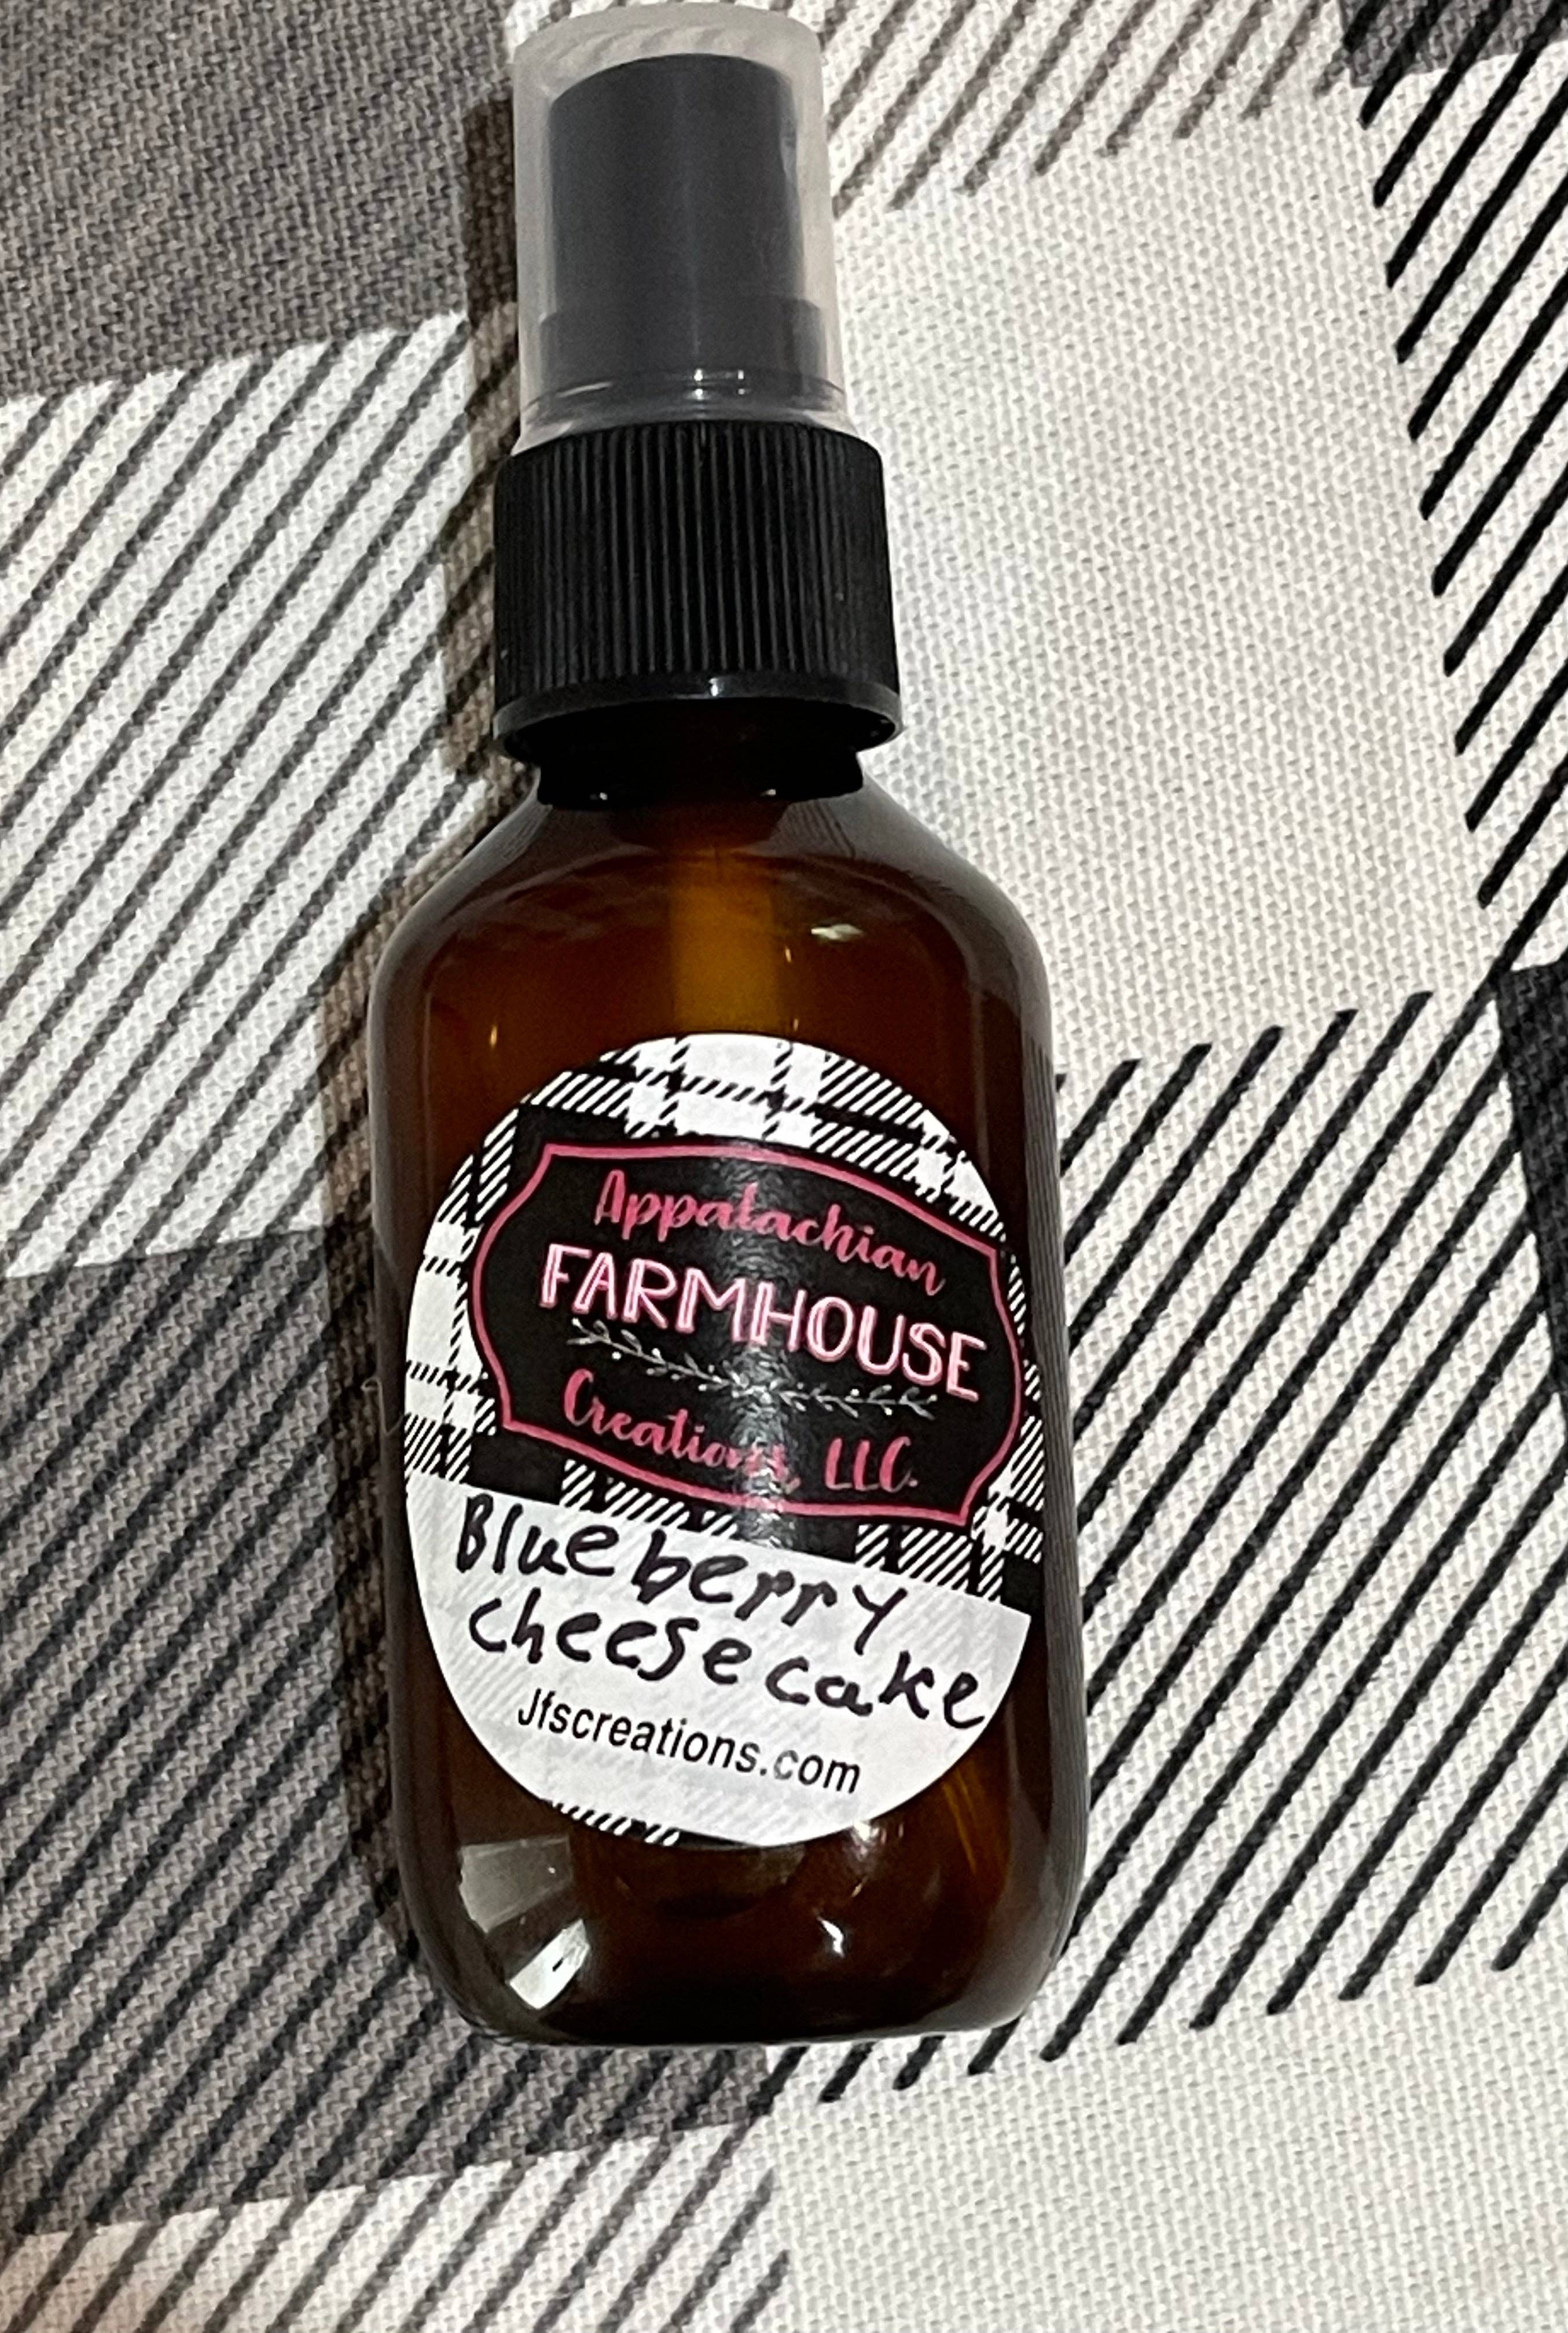 Appalachian
FARMHOUSE
Creations, LLC.
Blueberry
cheesecake
Jfscreations.com